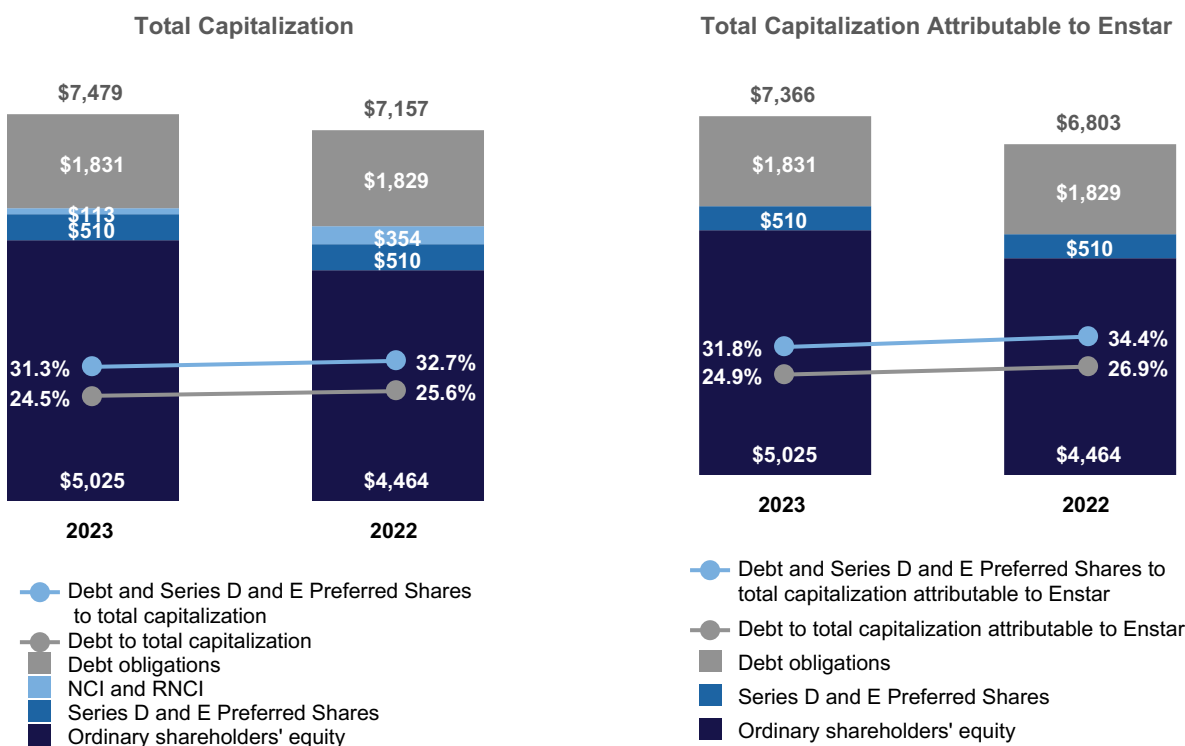 Total Capitalization
$7,479
$7,157
$1,831
$1,829
$113
$510
$354
$510
31.3%
32.7%
24.5%
25.6%
$5,025
$4,464
2023
2022
Debt and Series D and E Preferred Shares
to total capitalization
Debt to total capitalization
Debt obligations
NCI and RNCI
Series D and E Preferred Shares
Ordinary shareholders' equity
Total Capitalization Attributable to Enstar
$7,366
$6,803
$1,831
$1,829
$510
$510
31.8%
34.4%
24.9%
26.9%
$5,025
$4,464
2023
2022
Debt and Series D and E Preferred Shares to
total capitalization attributable to Enstar
Debt to total capitalization attributable to Enstar
Debt obligations
Series D and E Preferred Shares
Ordinary shareholders' equity